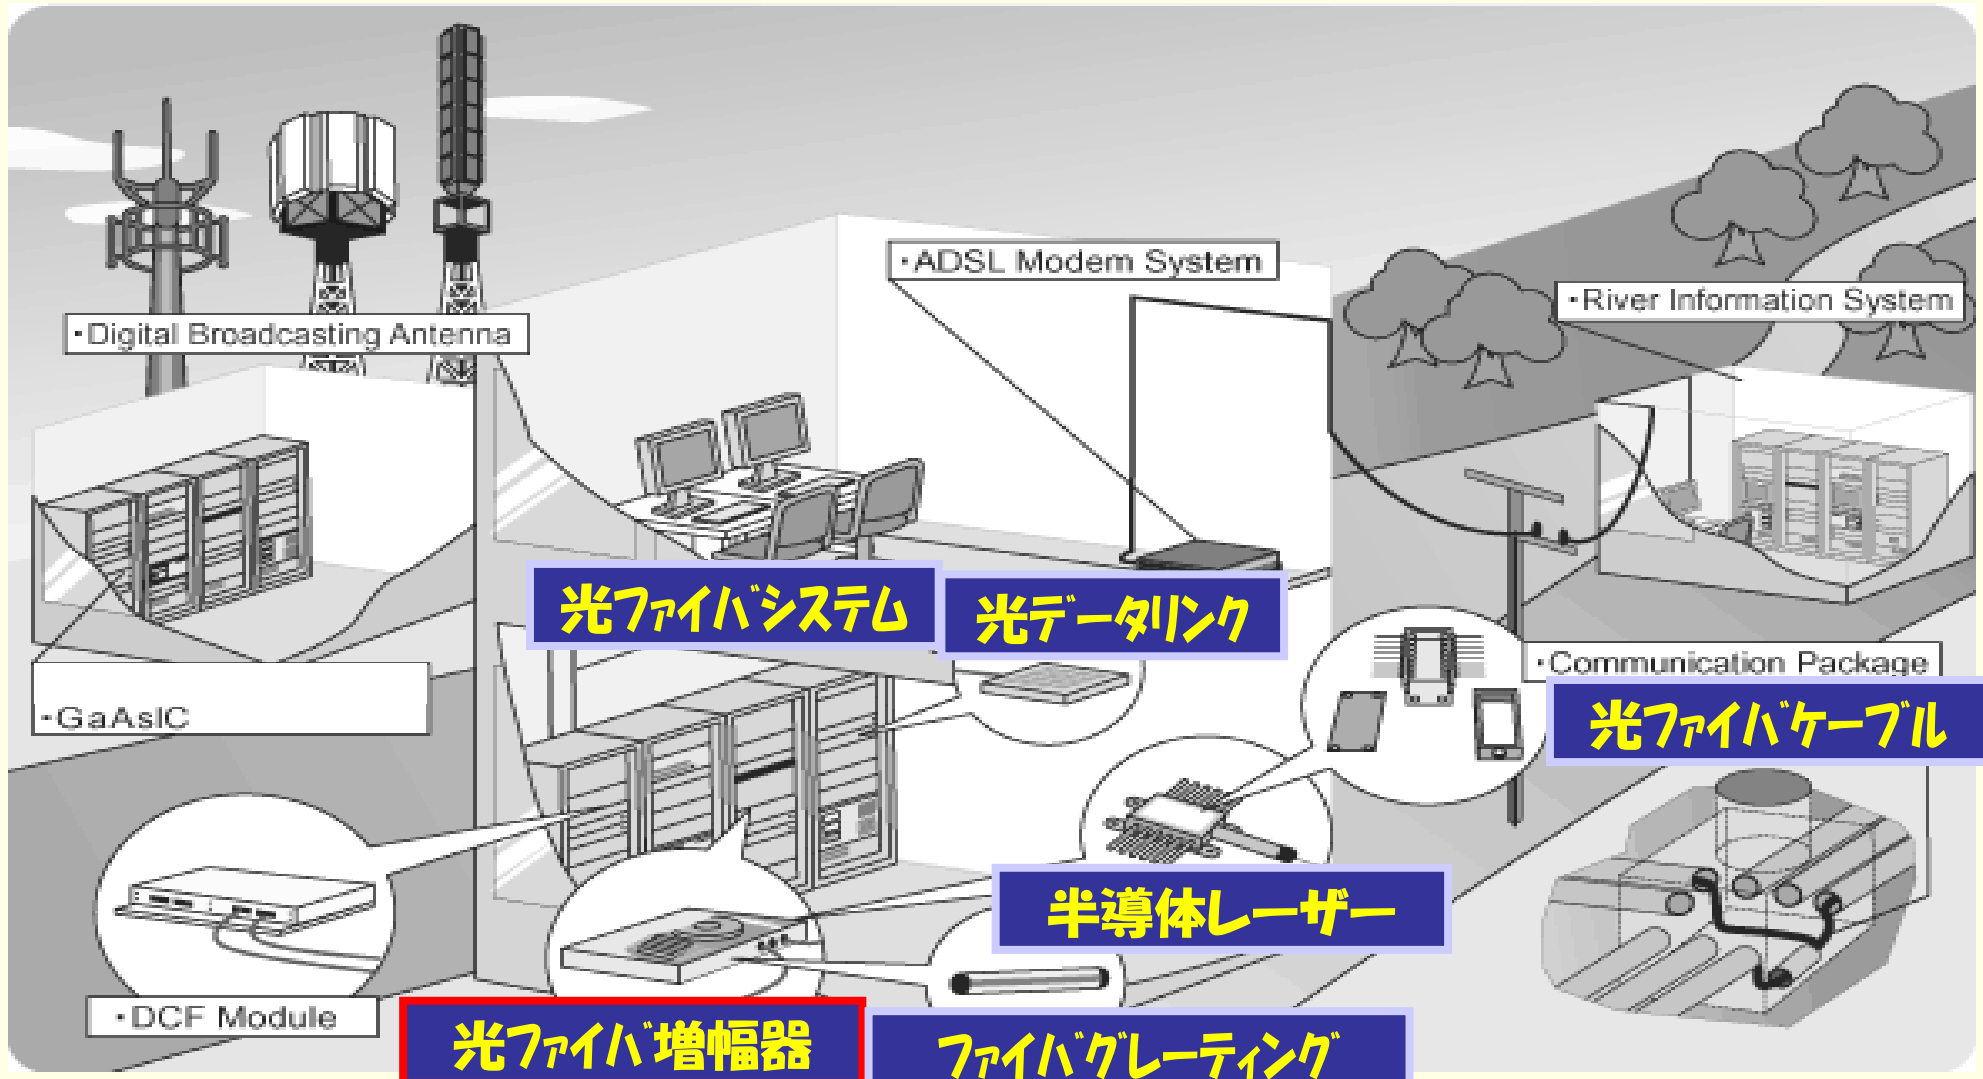 ・ADSL Modem System
・River Information System
・Digital Broadcasting Antenna
光ファイバシステム
光データリンク
・Communication Package
・GaAsIC
光ファイバケーブル
半導体レーザー
・DCF Module
光ファイバ増幅器
ファイバグレーティング